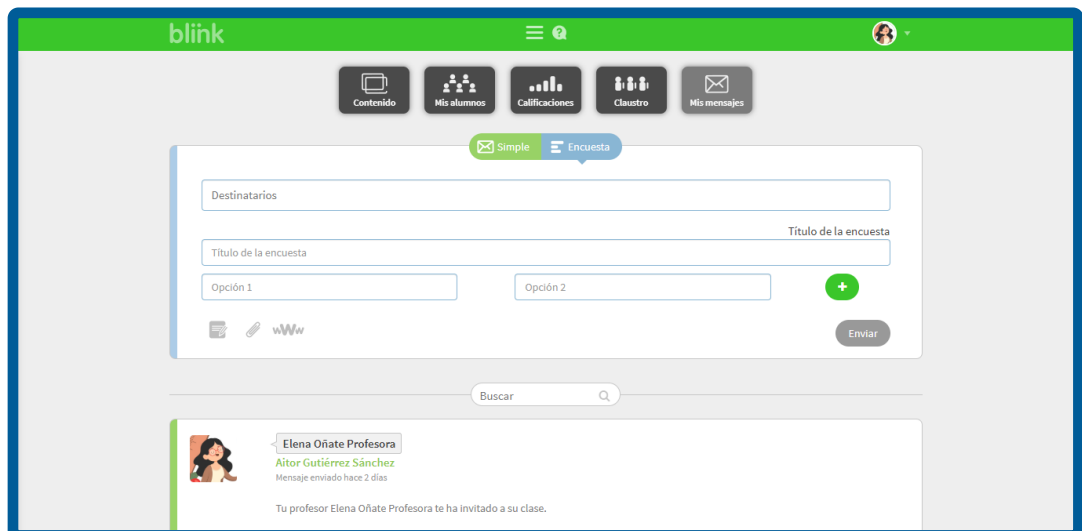 bliňk
Contenido
Mis alumnos
Calificaciones
Claustro
Mis mensajes
Simple
Encuesta
Destinatarios
Título de la encuesta
Título de la encuesta
Opción 1
Opción 2
+
wWw
Enviar
Buscar
Elena Oñate Profesora
Aitor Gutiérrez Sánchez
Mensaje enviado hace 2 días
Tu profesor Elena Oñate Profesora te ha invitado a su clase.